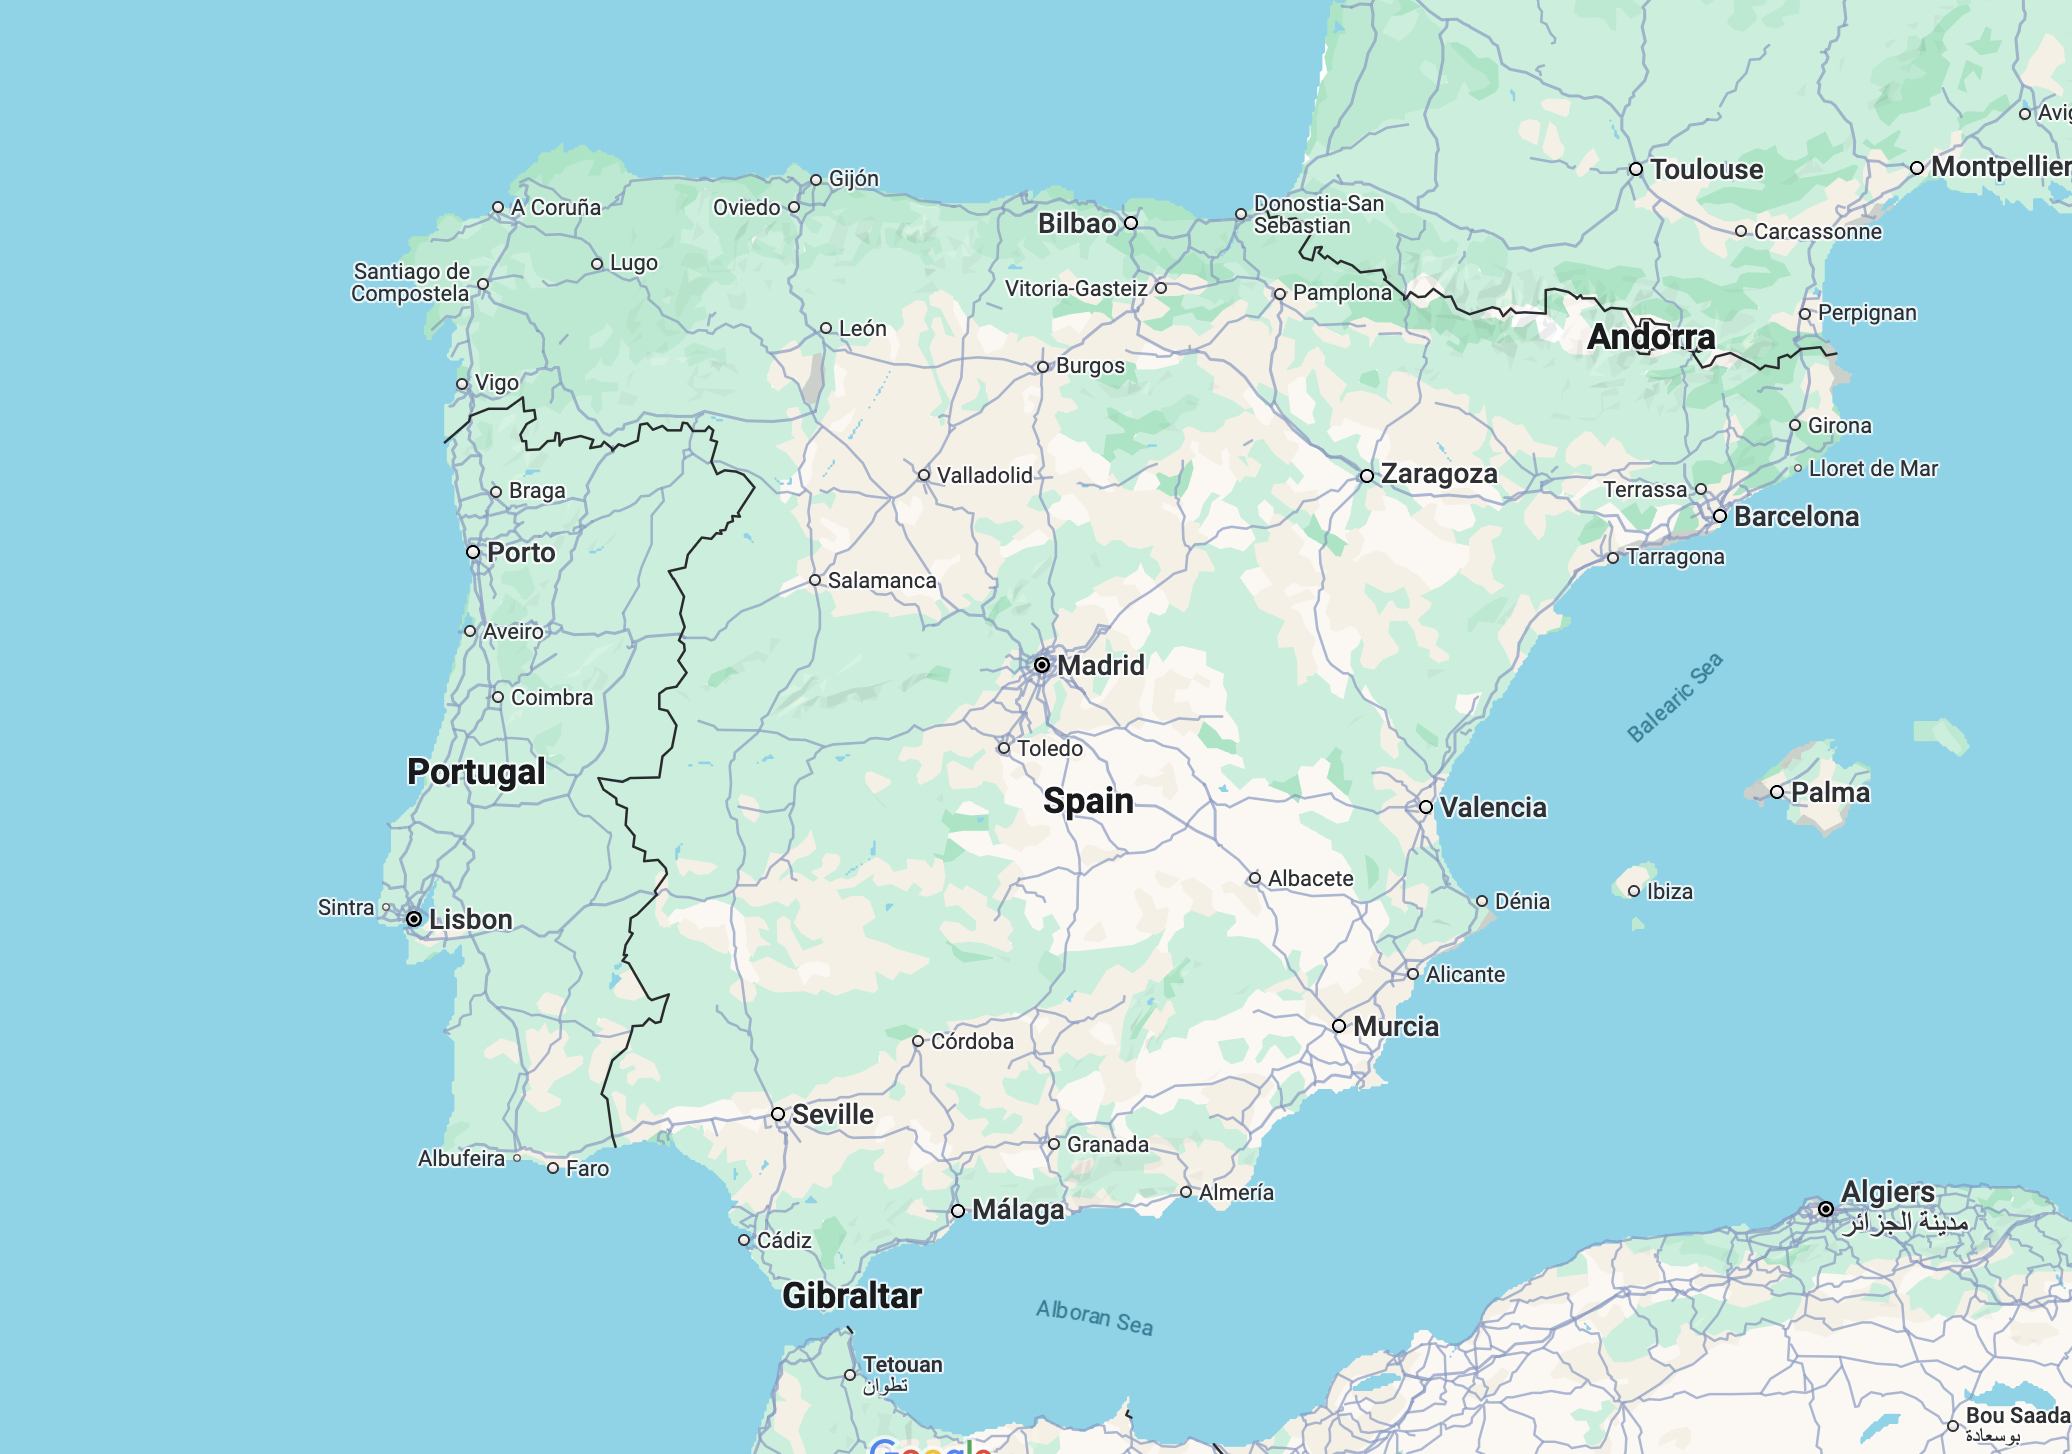 Avig
Toulouse
Montpellier
Gijón
A Coruña
Oviedo
Donostia-San
Sebastian
Bilbao
Carcassonne
Lugo
Santiago de
Compostela
Vitoria-Gasteiz
Pamplona
Perpignan
León
Andorra
Burgos
Vigo
Girona
Valladolid
Zaragoza
Lloret de Mar
Braga
Terrassa
Barcelona
Porto
Tarragona
Salamanca
Aveiro
Madrid
Balearic Sea
Coimbra
Toledo
Portugal
Spain
Palma
Valencia
Albacete
Ibiza
Dénia
Sintra
Lisbon
Alicante
Murcia
Córdoba
Seville
Granada
Albufeira
Faro
Almería
Algiers
مدينة الجزائر
Málaga
Cádiz
Gibraltar
Alboran Sea
Tetouan
تطوان
Bou Saada
بوسعادة
Google